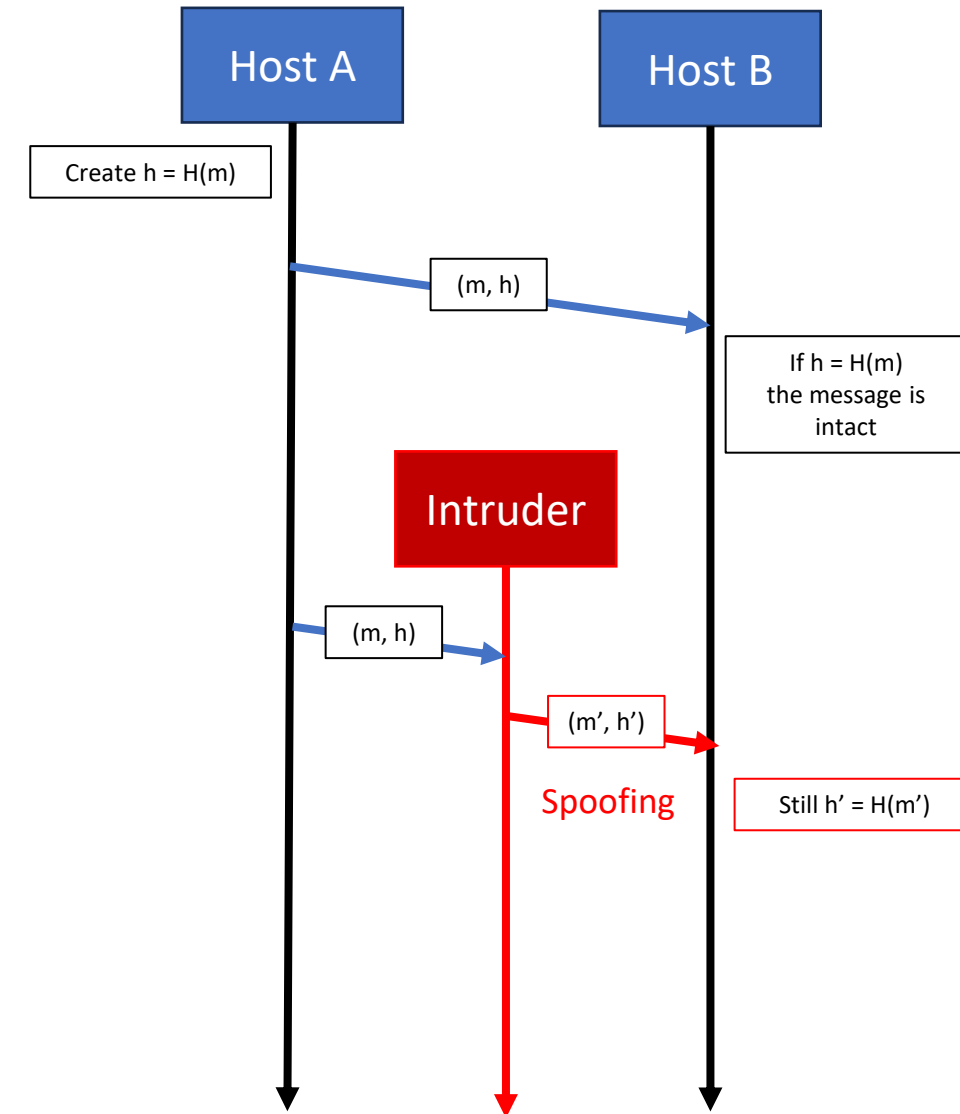 Host A
Host B
Create h = H(m)
(m, h)
If h = H(m)
the message is
intact
Intruder
(m, h)
(m’, h’)
Spoofing
Still h’ = H(m’)